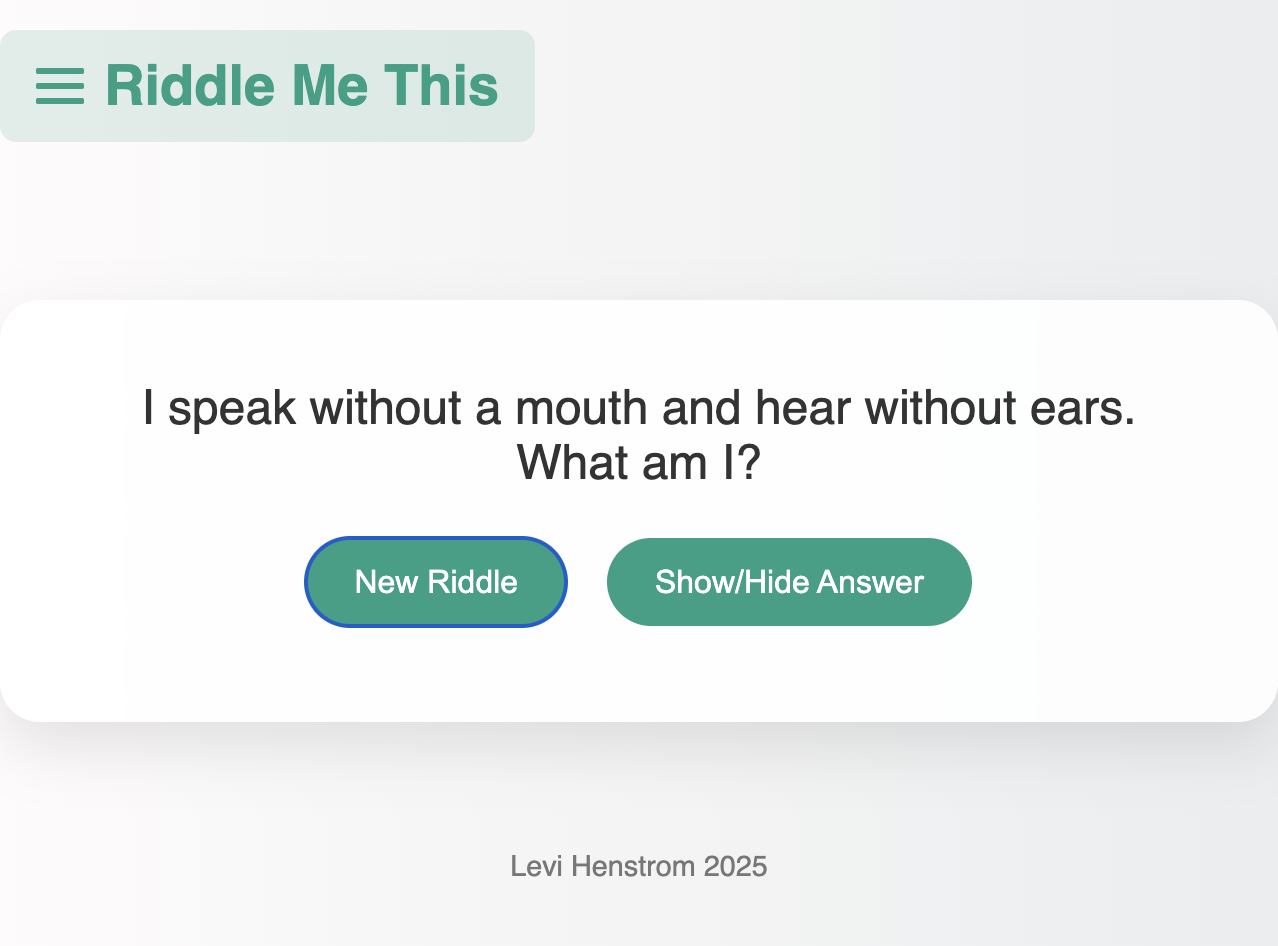 Riddle Me This
I speak without a mouth and hear without ears.
What am I?
New Riddle
Show/Hide Answer
Levi Henstrom 2025